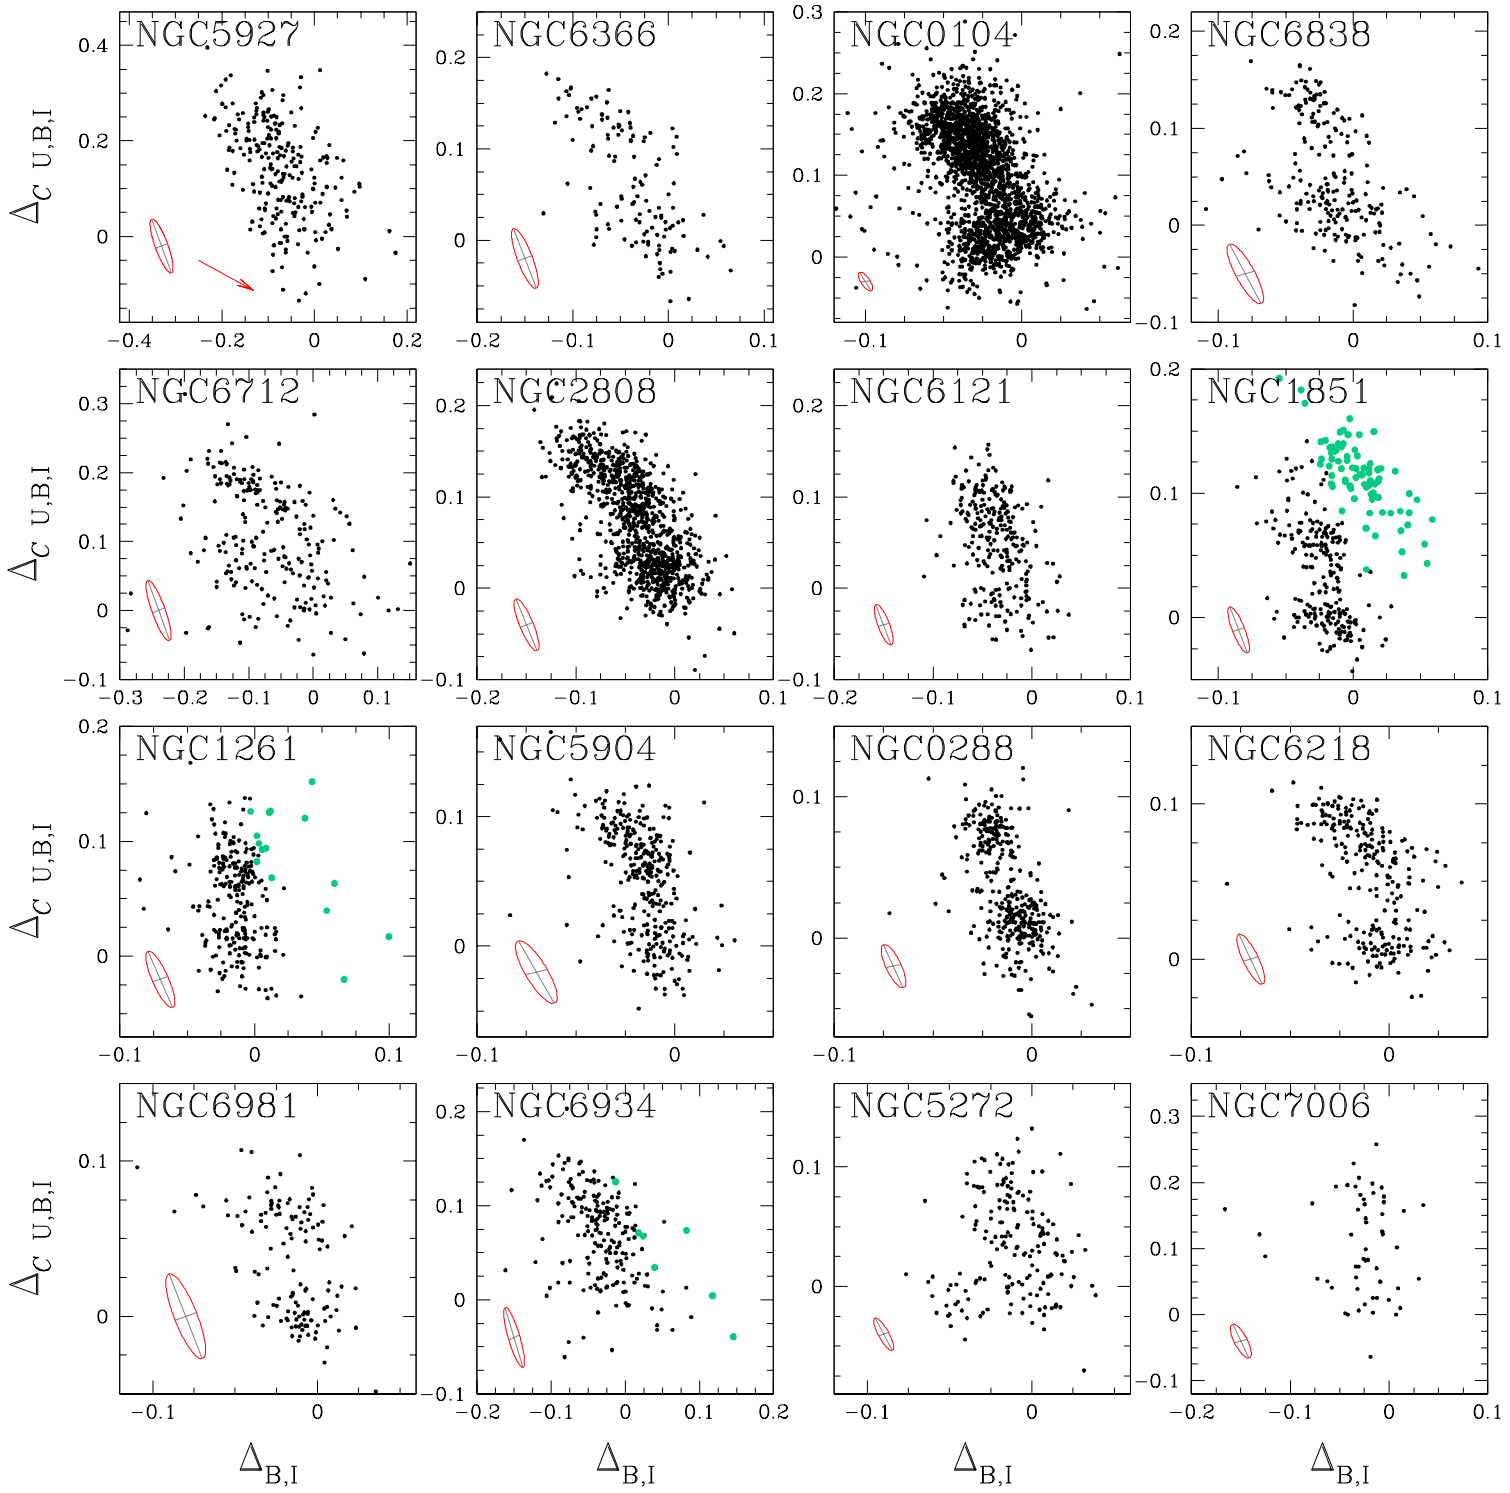 NGC5927 NGC6366 NGC0104 NGC6838
Δ_C U,B,I
0.4 0.2 0
0.2 0.1 0
0.3 0.2 0.1 0
0.1 0 −0.1
−0.4 −0.2 0 0.2
−0.2 −0.1 0 0.1
−0.1 0
−0.1 0 0.1
NGC6712 NGC2808 NGC6121 NGC1851
Δ_C U,B,I
0.3 0.2 0.1 0 −0.1
0.2 0.1 0 −0.1
0.2 0.1 0 −0.1
0.2 0.1 0
−0.3 −0.2 −0.1 0 0.1
−0.2 −0.1 0 0.1
−0.2 −0.1 0 0.1
−0.1 0 0.1
NGC1261 NGC5904 NGC0288 NGC6218
Δ_C U,B,I
0.2 0.1 0
0.1 0
0.1 0
0.1 0
−0.1 0 0.1
−0.1 0 0.1
−0.1 0
−0.1 0
NGC6981 NGC6934 NGC5272 NGC7006
Δ_C U,B,I
0.1 0
0.2 0.1 0 −0.1
0.1 0
0.3 0.2 0.1 0 −0.1
−0.1 0
−0.2 −0.1 0 0.1 0.2
−0.1 0
−0.2 −0.1 0 0.1
Δ_B,I Δ_B,I Δ_B,I Δ_B,I